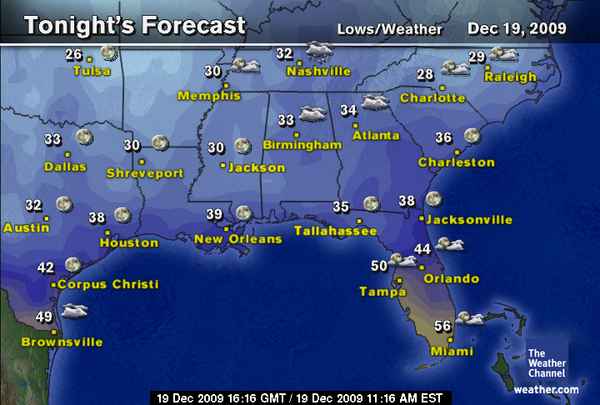 Tonight's Forecast
Lows/Weather
Dec 19, 2009
26
Tulsa
30
Memphis
32
Nashville
28
Charlotte
29
Raleigh
33
Dallas
30
Shreveport
30
Jackson
33
Birmingham
34
Atlanta
36
Charleston
32
Austin
38
Houston
39
New Orleans
35
Tallahassee
38
Jacksonville
42
Corpus Christi
50
Tampa
44
Orlando
49
Brownsville
56
Miami
The
Weather
Channel
weather.com
19 Dec 2009 16:16 GMT / 19 Dec 2009 11:16 AM EST